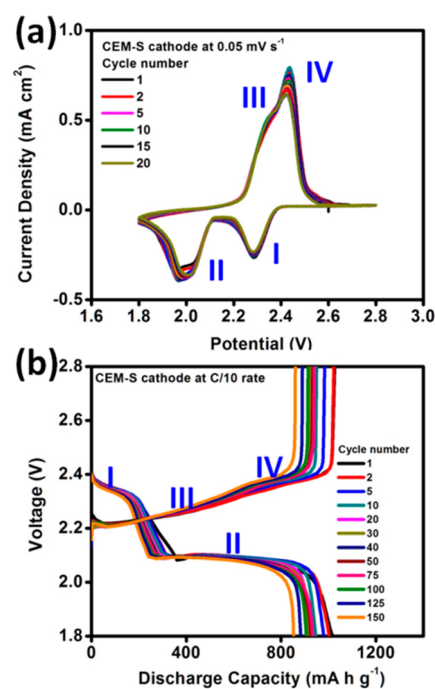 (a)
CEM-S cathode at 0.05 mV s⁻¹
Cycle number
1
2
5
10
15
20
III
IV
I
II
1.0
0.5
0.0
-0.5
Current Density (mA cm²)
1.6 1.8 2.0 2.2 2.4 2.6 2.8 3.0
Potential (V)
(b)
CEM-S cathode at C/10 rate
I
III
IV
II
Cycle number
1
2
5
10
20
30
40
50
75
100
125
150
2.8
2.6
2.4
2.2
2.0
1.8
Voltage (V)
0 400 800 1200
Discharge Capacity (mA h g⁻¹)